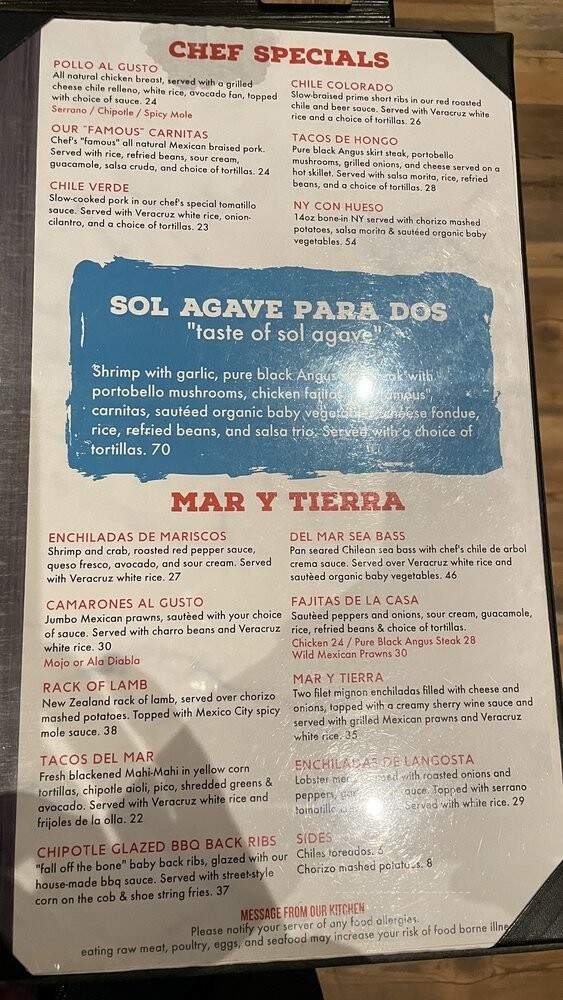 CHEF SPECIALS
POLLO AL GUSTO
All natural chicken breast, served with a grilled
cheese chile relleno, white rice, avocado fan, topped
with choice of sauce. 24
Serrano / Chipotle / Spicy Mole
OUR "FAMOUS" CARNITAS
Chef's "famous" all natural Mexican braised pork.
Served with rice, refried beans, sour cream,
guacamole, salsa cruda, and choice of tortillas. 24
CHILE VERDE
Slow-cooked pork in our chef's special tomatillo
sauce. Served with Veracruz white rice, onion-
cilantro, and a choice of tortillas. 23
CHILE COLORADO
Slow-braised prime short ribs in our red roasted
chile and beer sauce. Served with Veracruz white
rice and a choice of tortillas. 26
TACOS DE HONGO
Pure black Angus skirt steak, portobello
mushrooms, grilled onions, and cheese served on a
hot skillet. Served with salsa morita, rice, refried
beans, and a choice of tortillas. 28
NY CON HUESO
14oz bone-in NY served with chorizo mashed
potatoes, salsa morita & sautéed organic baby
vegetables. 54
SOL AGAVE PARA DOS
"taste of sol agave"
Shrimp with garlic, pure black Angus with
portobello mushrooms, chicken fajitas
carnitas, sautéed organic baby vegetables, cheese fondue,
rice, refried beans, and salsa trio. Served with a choice of
tortillas. 70
MAR Y TIERRA
ENCHILADAS DE MARISCOS
Shrimp and crab, roasted red pepper sauce,
queso fresco, avocado, and sour cream. Served
with Veracruz white rice. 27
CAMARONES AL GUSTO
Jumbo Mexican prawns, sautèed with your choice
of sauce. Served with charro beans and Veracruz
white rice. 30
Mojo or Ala Diabla
RACK OF LAMB
New Zealand rack of lamb, served over chorizo
mashed potatoes. Topped with Mexico City spicy
mole sauce. 38
TACOS DEL MAR
Fresh blackened Mahi-Mahi in yellow corn
tortillas, chipotle aioli, pico, shredded greens &
avocado. Served with Veracruz white rice and
frijoles de la olla. 22
CHIPOTLE GLAZED BBQ BACK RIBS
"fall off the bone" baby back ribs, glazed with our
house-made bbq sauce. Served with street-style
corn on the cob & shoe string fries. 37
DEL MAR SEA BASS
Pan seared Chilean sea bass with chef's chile de arbol
crema sauce. Served over Veracruz white rice and
sautèed organic baby vegetables. 46
FAJITAS DE LA CASA
Sautèed peppers and onions, sour cream, guacamole,
rice, refried beans & choice of tortillas.
Chicken 24 / Pure Black Angus Steak 28
Wild Mexican Prawns 30
MAR Y TIERRA
Two filet mignon enchiladas filled with cheese and
onions, topped with a creamy sherry wine sauce and
served with grilled Mexican prawns and Veracruz
white rice. 35
ENCHILADAS DE LANGOSTA
Lobster with roasted onions and
peppers, sauce. Topped with serrano
tomatillo Served with white rice. 29
SIDES
Chiles toreados. 6
Chorizo mashed potatoes. 8
MESSAGE FROM OUR KITCHEN
Please notify your server of any food allergies.
eating raw meat, poultry, eggs, and seafood may increase your risk of food borne